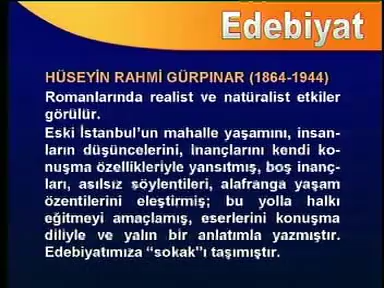 Edebiyat
HÜSEYİN RAHMİ GÜRPINAR (1864-1944)
Romanlarında realist ve natüralist etkiler
görülür.
Eski İstanbul'un mahalle yaşamını, insan-
ların düşüncelerini, inançlarını kendi ko-
nuşma özellikleriyle yansıtmış, boş inanç-
ları, asılsız söylentileri, alafranga yaşam
özentilerini eleştirmiş; bu yolla halkı
eğitmeyi amaçlamış, eserlerini konuşma
diliyle ve yalın bir anlatımla yazmıştır.
Edebiyatımıza "sokak"ı taşımıştır.